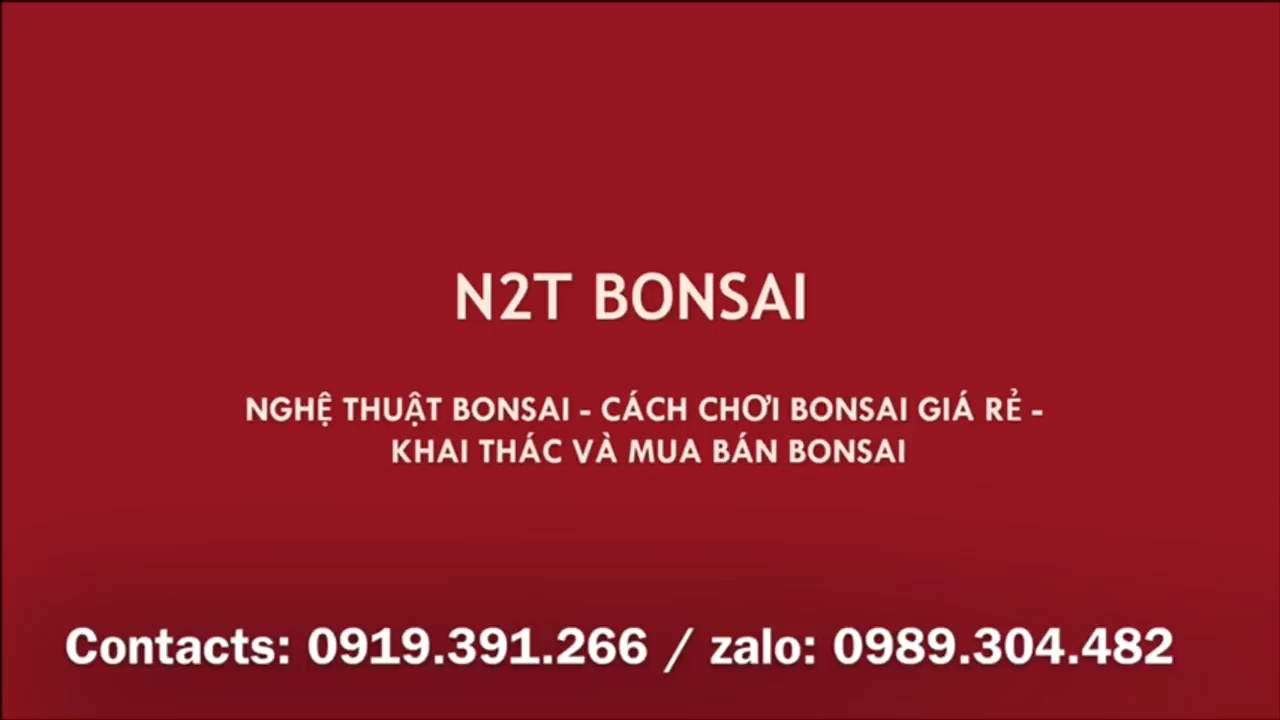 N2T BONSAI
NGHỆ THUẬT BONSAI - CÁCH CHƠI BONSAI GIÁ RẺ -
KHAI THÁC VÀ MUA BÁN BONSAI
Contacts: 0919.391.266 / zalo: 0989.304.482